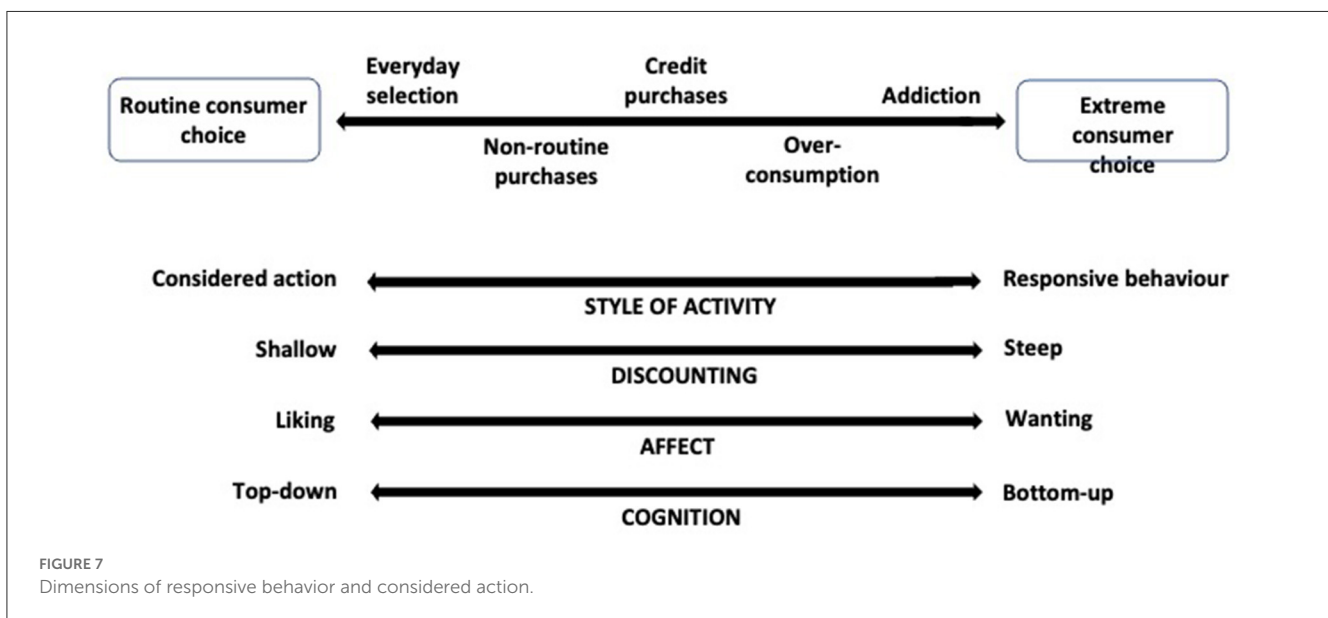 Everyday
selection
Credit
purchases
Addiction
Routine consumer
choice
Extreme
consumer
choice
Non-routine
purchases
Over-
consumption
Considered action
Responsive behaviour
STYLE OF ACTIVITY
Shallow
Steep
DISCOUNTING
Liking
Wanting
AFFECT
Top-down
Bottom-up
COGNITION
FIGURE 7
Dimensions of responsive behavior and considered action.